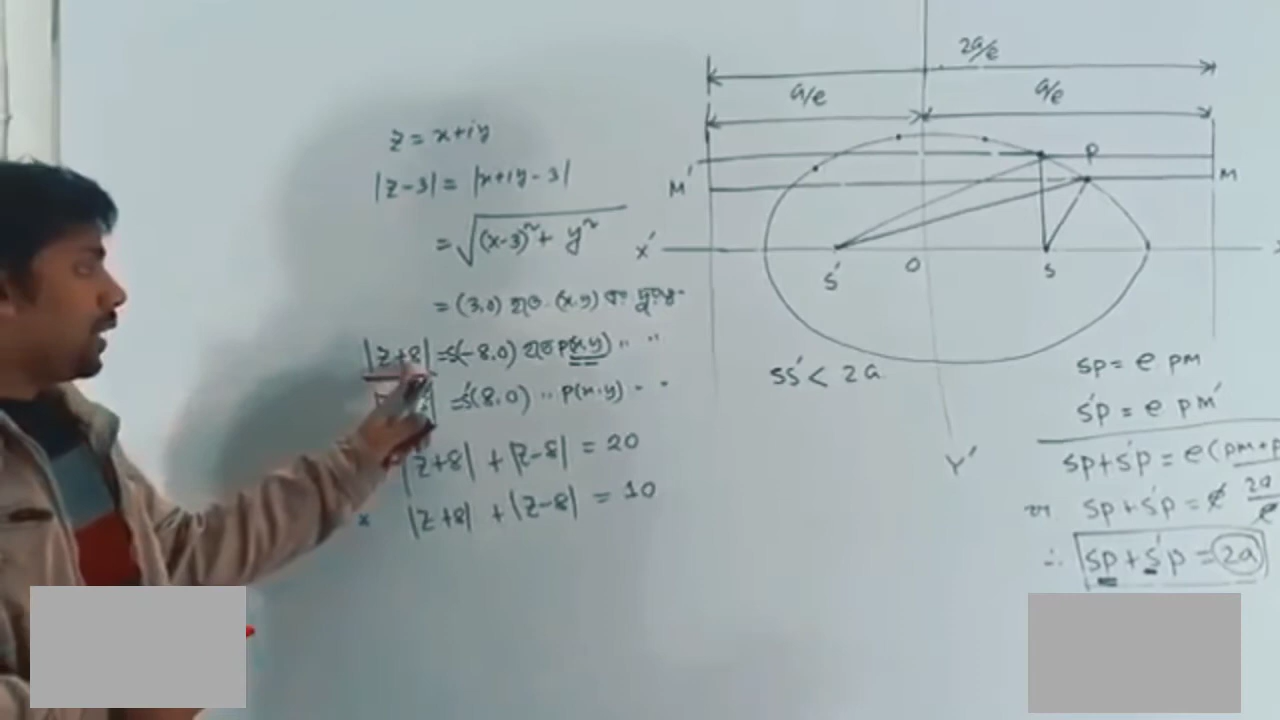 z = x+iy
|z-3| = |x+iy-3|
= √(x-3)² + y²
= (3,0) হতে (x,y) এর দূরত্ব
|z+8| = S(-8,0) হতে P(x,y) " "
= S'(8,0) " P(x,y) " "
|z+8| + |z-8| = 20
* |z+8| + |z-8| = 10
2a/e
a/e a/e
P
M' M
X' S' O S
Y'
SS' < 2a
SP = e PM
S'P = e PM'
SP+S'P = e(PM+P
বা SP+S'P = e 2a/e
∴ SP+S'P = 2a